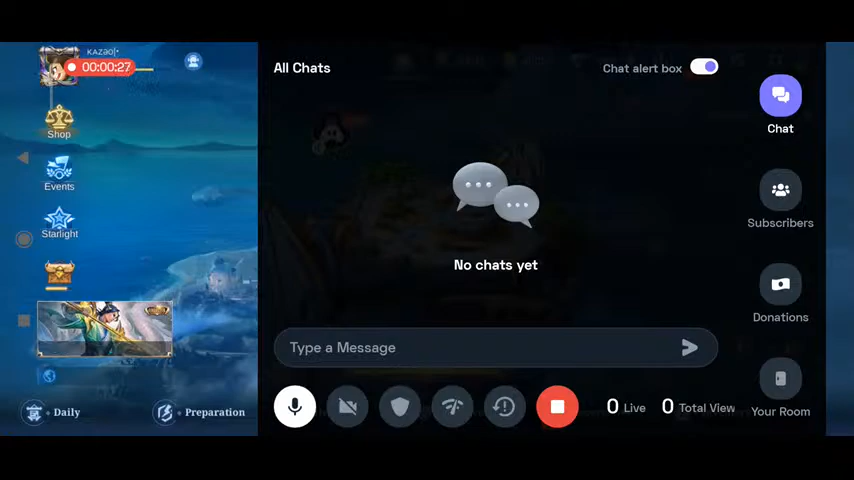 ᴋᴀᴢᴀᴏ
00:00:27
Shop
Events
Starlight
Daily
Preparation
All Chats
Chat alert box
No chats yet
Type a Message
0 Live
0 Total View
Chat
Subscribers
Donations
Your Room